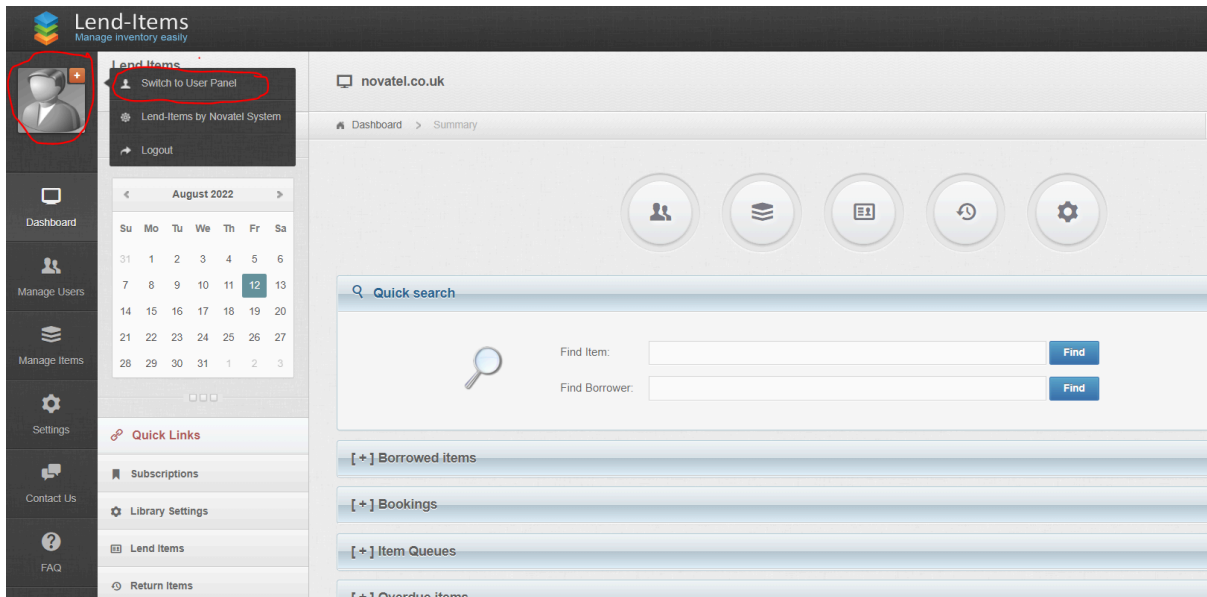 Lend-Items
Manage inventory easily
+
Lend Items
Switch to User Panel
Lend-Items by Novatel System
Logout
novatel.co.uk
Dashboard > Summary
Dashboard
Manage Users
Manage Items
Settings
Contact Us
FAQ
< August 2022 >
Su Mo Tu We Th Fr Sa
31 1 2 3 4 5 6
7 8 9 10 11 12 13
14 15 16 17 18 19 20
21 22 23 24 25 26 27
28 29 30 31 1 2 3
Quick Links
Subscriptions
Library Settings
Lend Items
Return Items
Quick search
Find Item: Find
Find Borrower: Find
[ + ] Borrowed items
[ + ] Bookings
[ + ] Item Queues
[ + ] Overdue items